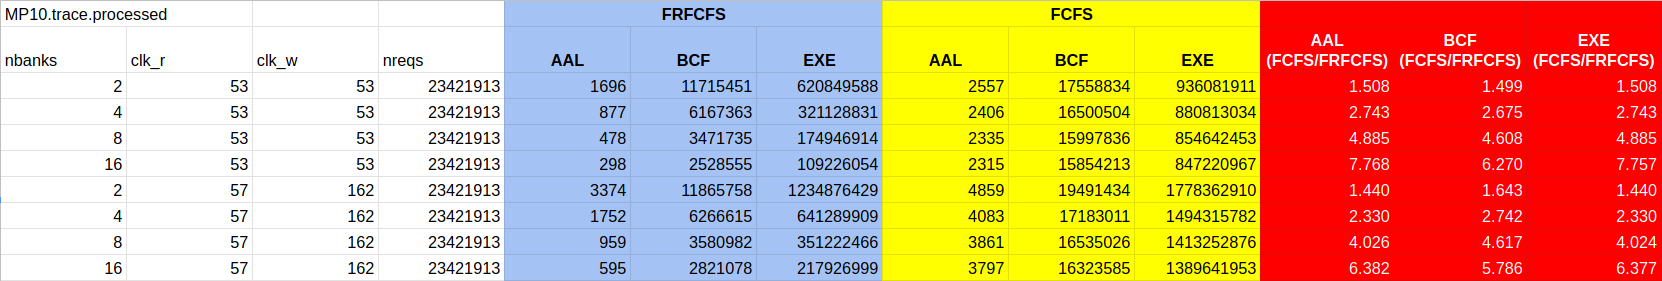 MP10.trace.processed FRFCFS FCFS
AAL BCF EXE
nbanks clk_r clk_w nreqs AAL BCF EXE AAL BCF EXE (FCFS/FRFCFS) (FCFS/FRFCFS) (FCFS/FRFCFS)
2 53 53 23421913 1696 11715451 620849588 2557 17558834 936081911 1.508 1.499 1.508
4 53 53 23421913 877 6167363 321128831 2406 16500504 880813034 2.743 2.675 2.743
8 53 53 23421913 478 3471735 174946914 2335 15997836 854642453 4.885 4.608 4.885
16 53 53 23421913 298 2528555 109226054 2315 15854213 847220967 7.768 6.270 7.757
2 57 162 23421913 3374 11865758 1234876429 4859 19491434 1778362910 1.440 1.643 1.440
4 57 162 23421913 1752 6266615 641289909 4083 17183011 1494315782 2.330 2.742 2.330
8 57 162 23421913 959 3580982 351222466 3861 16535026 1413252876 4.026 4.617 4.024
16 57 162 23421913 595 2821078 217926999 3797 16323585 1389641953 6.382 5.786 6.377